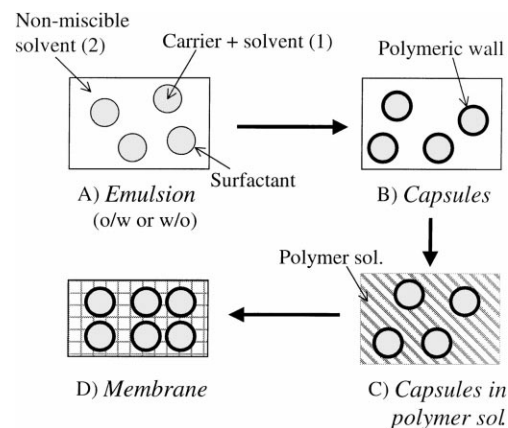 Non-miscible
solvent (2)
Carrier + solvent (1)
Surfactant
A) Emulsion
(o/w or w/o)
Polymeric wall
B) Capsules
Polymer sol.
C) Capsules in
polymer sol.
D) Membrane